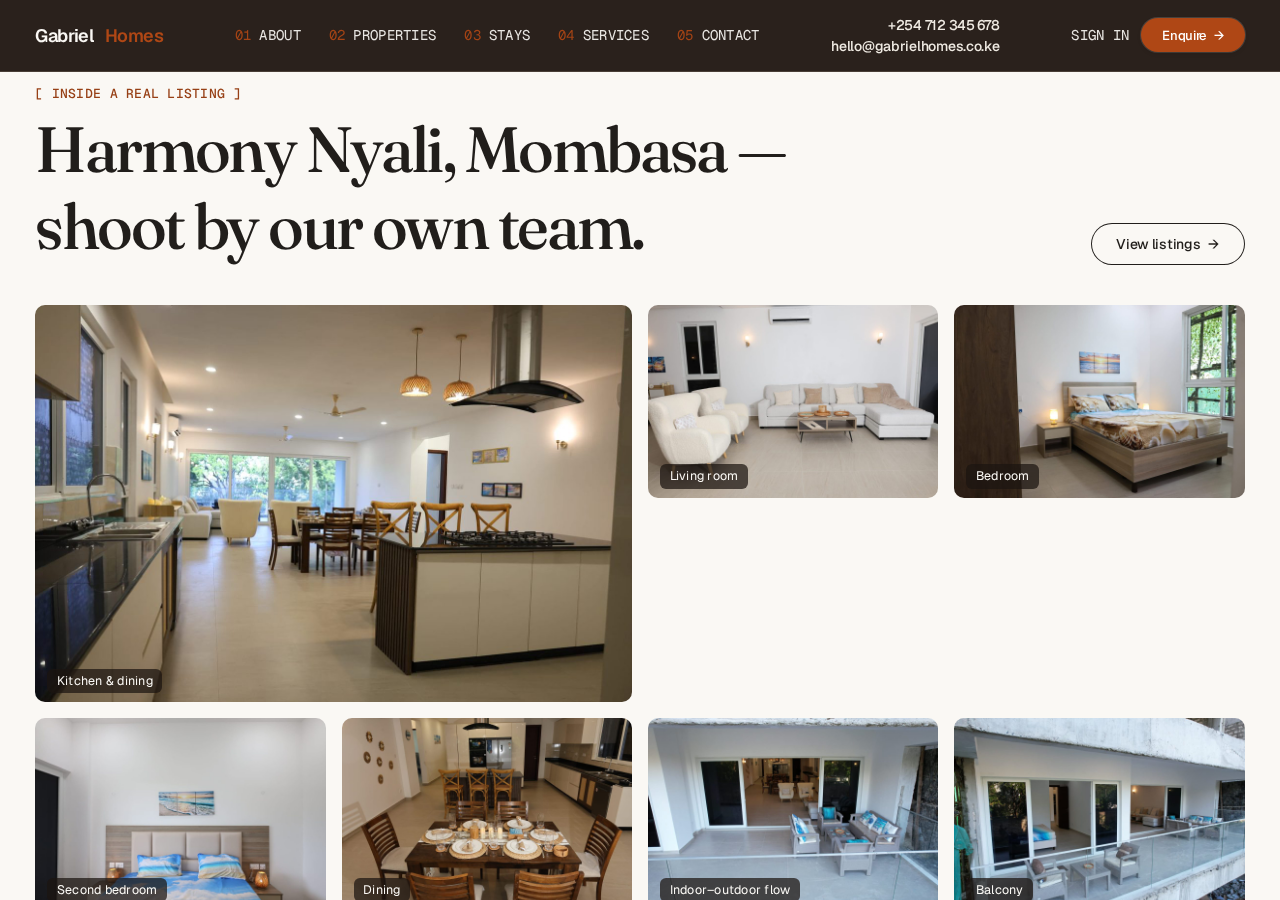 Gabriel Homes
01 ABOUT
02 PROPERTIES
03 STAYS
04 SERVICES
05 CONTACT
+254 712 345 678
hello@gabrielhomes.co.ke
SIGN IN
Enquire →
[ INSIDE A REAL LISTING ]
Harmony Nyali, Mombasa —
shoot by our own team.
View listings →
Kitchen & dining
Living room
Bedroom
Second bedroom
Dining
Indoor–outdoor flow
Balcony